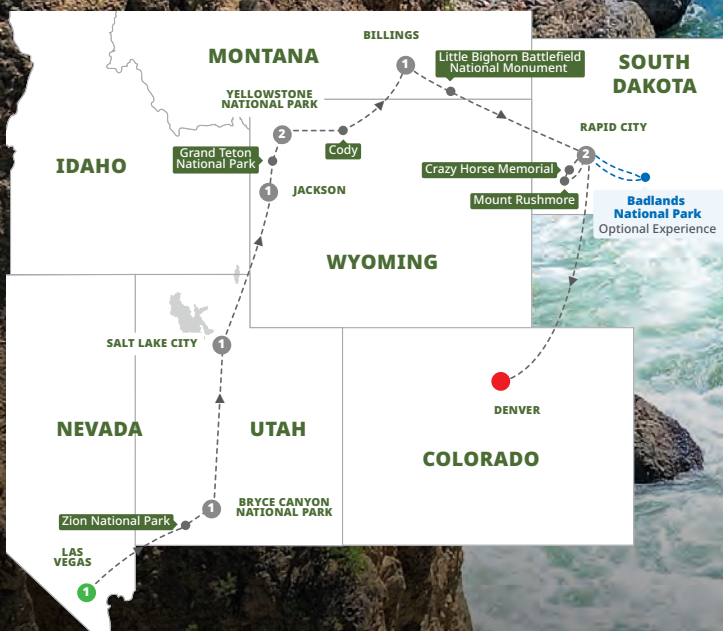 BILLINGS
1
MONTANA
Little Bighorn Battlefield
National Monument
SOUTH
DAKOTA
YELLOWSTONE
NATIONAL PARK
2
Cody
RAPID CITY
2
IDAHO
Grand Teton
National Park
1
JACKSON
Crazy Horse Memorial
Mount Rushmore
Badlands
National Park
Optional Experience
WYOMING
SALT LAKE CITY
1
DENVER
NEVADA
UTAH
COLORADO
Zion National Park
1
BRYCE CANYON
NATIONAL PARK
LAS
VEGAS
1